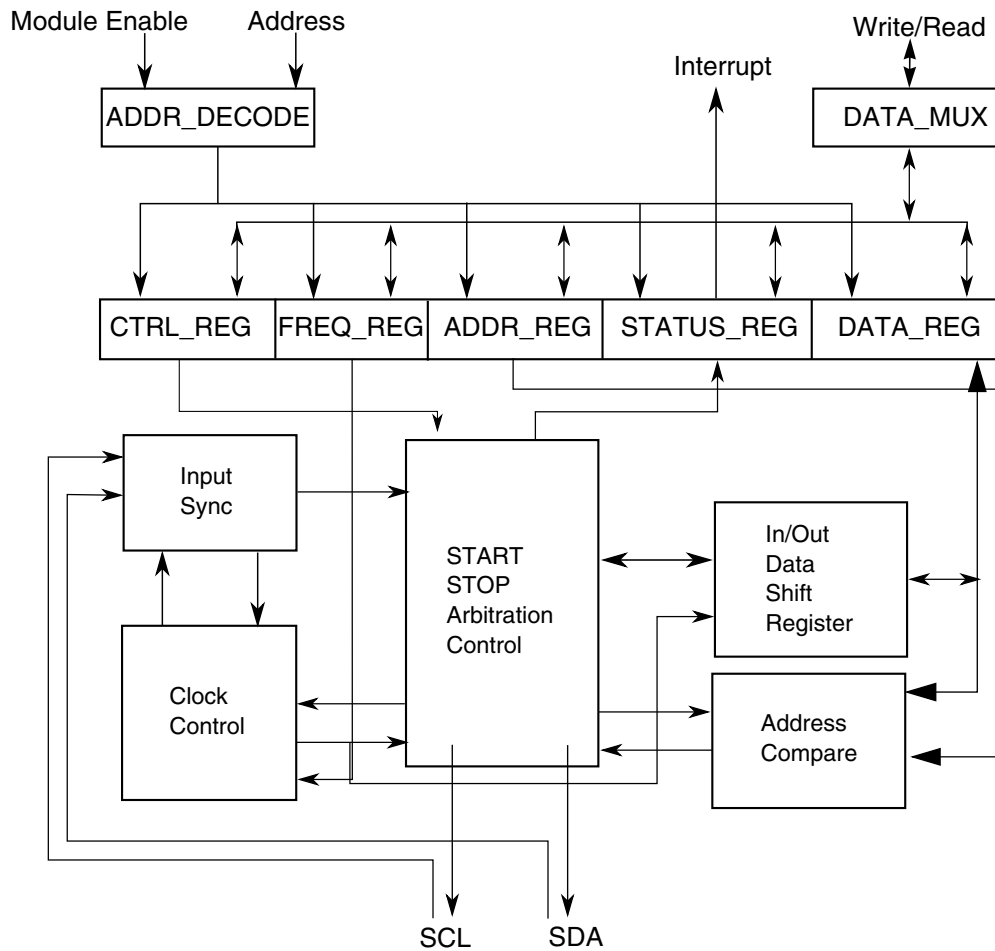 Module Enable
Address
Write/Read
Interrupt
ADDR_DECODE
DATA_MUX
CTRL_REG
FREQ_REG
ADDR_REG
STATUS_REG
DATA_REG
Input
Sync
START
STOP
Arbitration
Control
In/Out
Data
Shift
Register
Clock
Control
Address
Compare
SCL
SDA